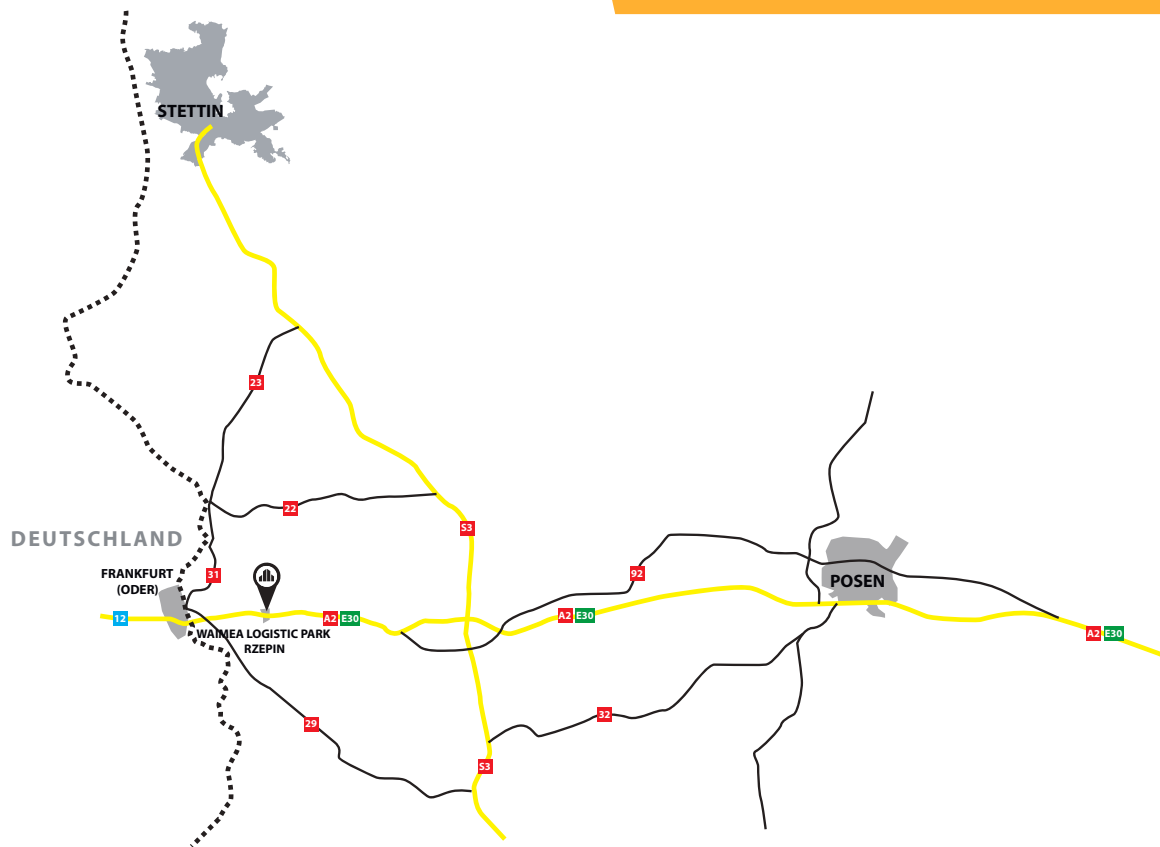 STETTIN
23
22
S3
DEUTSCHLAND
FRANKFURT
(ODER)
31
92
POSEN
12
A2 E30
A2 E30
A2 E30
WAIMEA LOGISTIC PARK
RZEPIN
29
32
S3